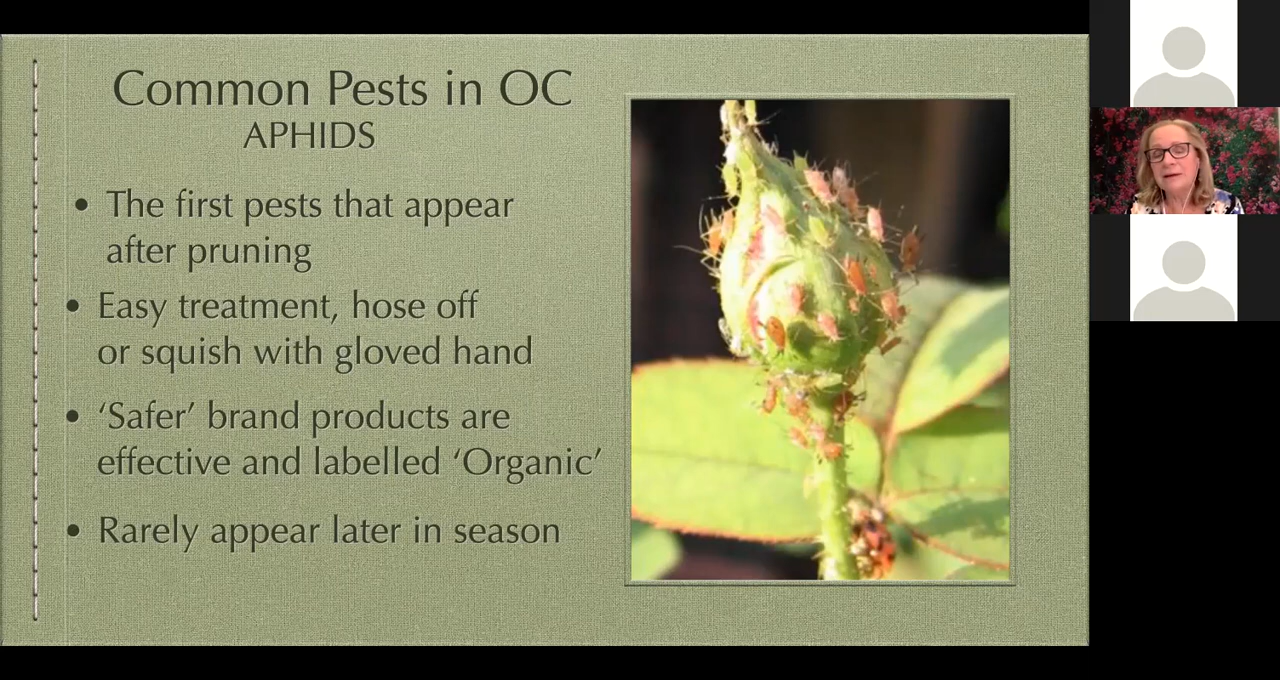 Common Pests in OC
APHIDS
• The first pests that appear
after pruning
• Easy treatment, hose off
or squish with gloved hand
• ‘Safer’ brand products are
effective and labelled ‘Organic’
• Rarely appear later in season